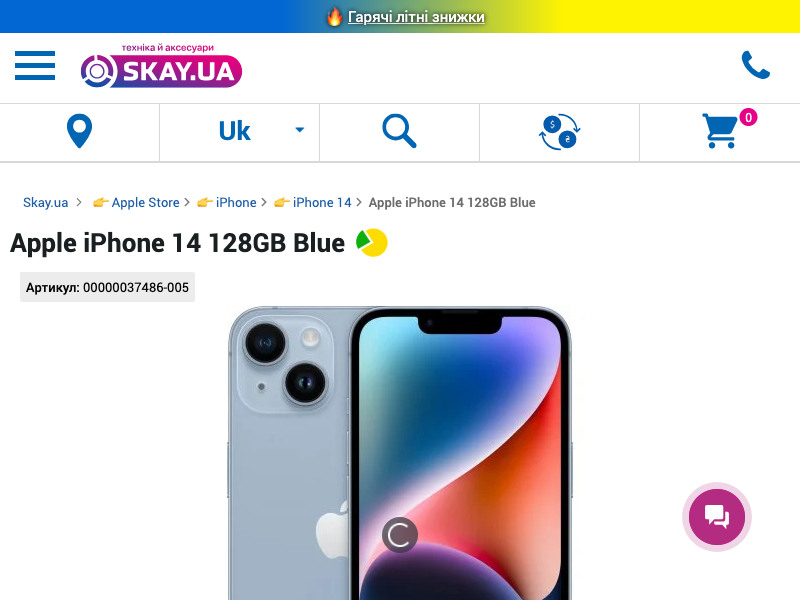 Гарячі літні знижки
техніка й аксесуари
SKAY.UA
Uk
$
₴
0
Skay.ua > Apple Store > iPhone > iPhone 14 > Apple iPhone 14 128GB Blue
Apple iPhone 14 128GB Blue
Артикул: 00000037486-005